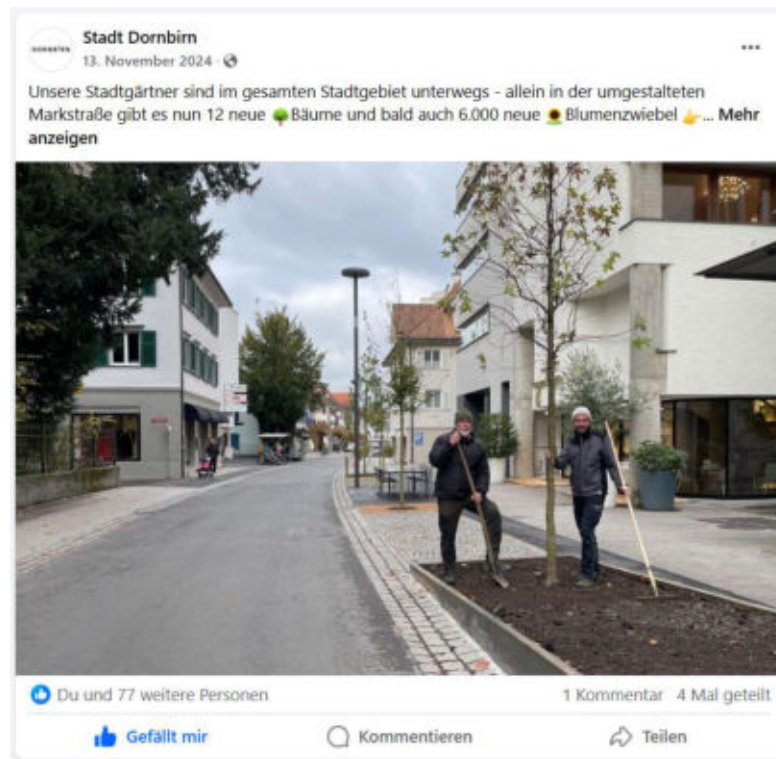 Stadt Dornbirn
DORNBIRN
13. November 2024 ·
Unsere Stadtgärtner sind im gesamten Stadtgebiet unterwegs - allein in der umgestalteten
Markstraße gibt es nun 12 neue 🌳Bäume und bald auch 6.000 neue 🌻Blumenzwiebel 👉... Mehr
anzeigen
Du und 77 weitere Personen
1 Kommentar 4 Mal geteilt
Gefällt mir
Kommentieren
Teilen